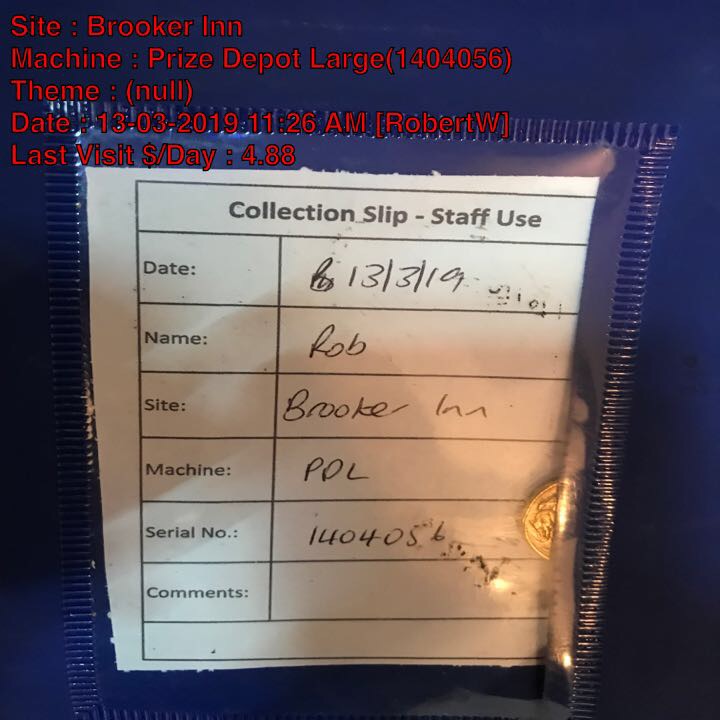 Site : Brooker Inn
Machine : Prize Depot Large(1404056)
Theme : (null)
Date : 13-03-2019 11:26 AM [RobertW]
Last Visit $/Day : 4.88
Collection Slip - Staff Use
Date: 13/3/19
Name: Rob
Site: Brooker Inn
Machine: PDL
Serial No.: 1404056
Comments: